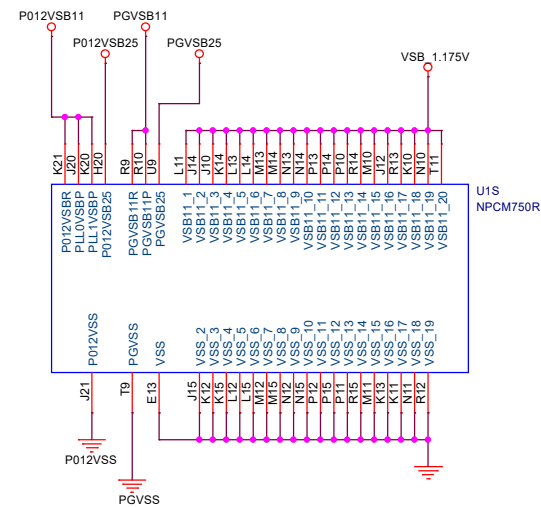 P012VSB11
PGVSB11
P012VSB25
PGVSB25
VSB_1.175V
K21
J20
K20
H20
R9
R10
U9
L11
J14
J10
K14
L13
L14
M13
M14
N13
N14
P13
P14
P10
R14
M10
J12
R13
K10
N10
T11
U1S
NPCM750R
P012VSBR
PLL0VSBP
PLL1VSBP
P012VSB25
PGVSB11R
PGVSB11P
PGVSB25
VSB11_1
VSB11_2
VSB11_3
VSB11_4
VSB11_5
VSB11_6
VSB11_7
VSB11_8
VSB11_9
VSB11_10
VSB11_11
VSB11_12
VSB11_13
VSB11_14
VSB11_15
VSB11_16
VSB11_17
VSB11_18
VSB11_19
VSB11_20
P012VSS
PGVSS
VSS
VSS_2
VSS_3
VSS_4
VSS_5
VSS_6
VSS_7
VSS_8
VSS_9
VSS_10
VSS_11
VSS_12
VSS_13
VSS_14
VSS_15
VSS_16
VSS_17
VSS_18
VSS_19
J21
T9
E13
J15
K12
K15
L12
L15
M12
M15
N12
N15
P12
P15
P11
R15
M11
K13
K11
N11
R12
P012VSS
PGVSS